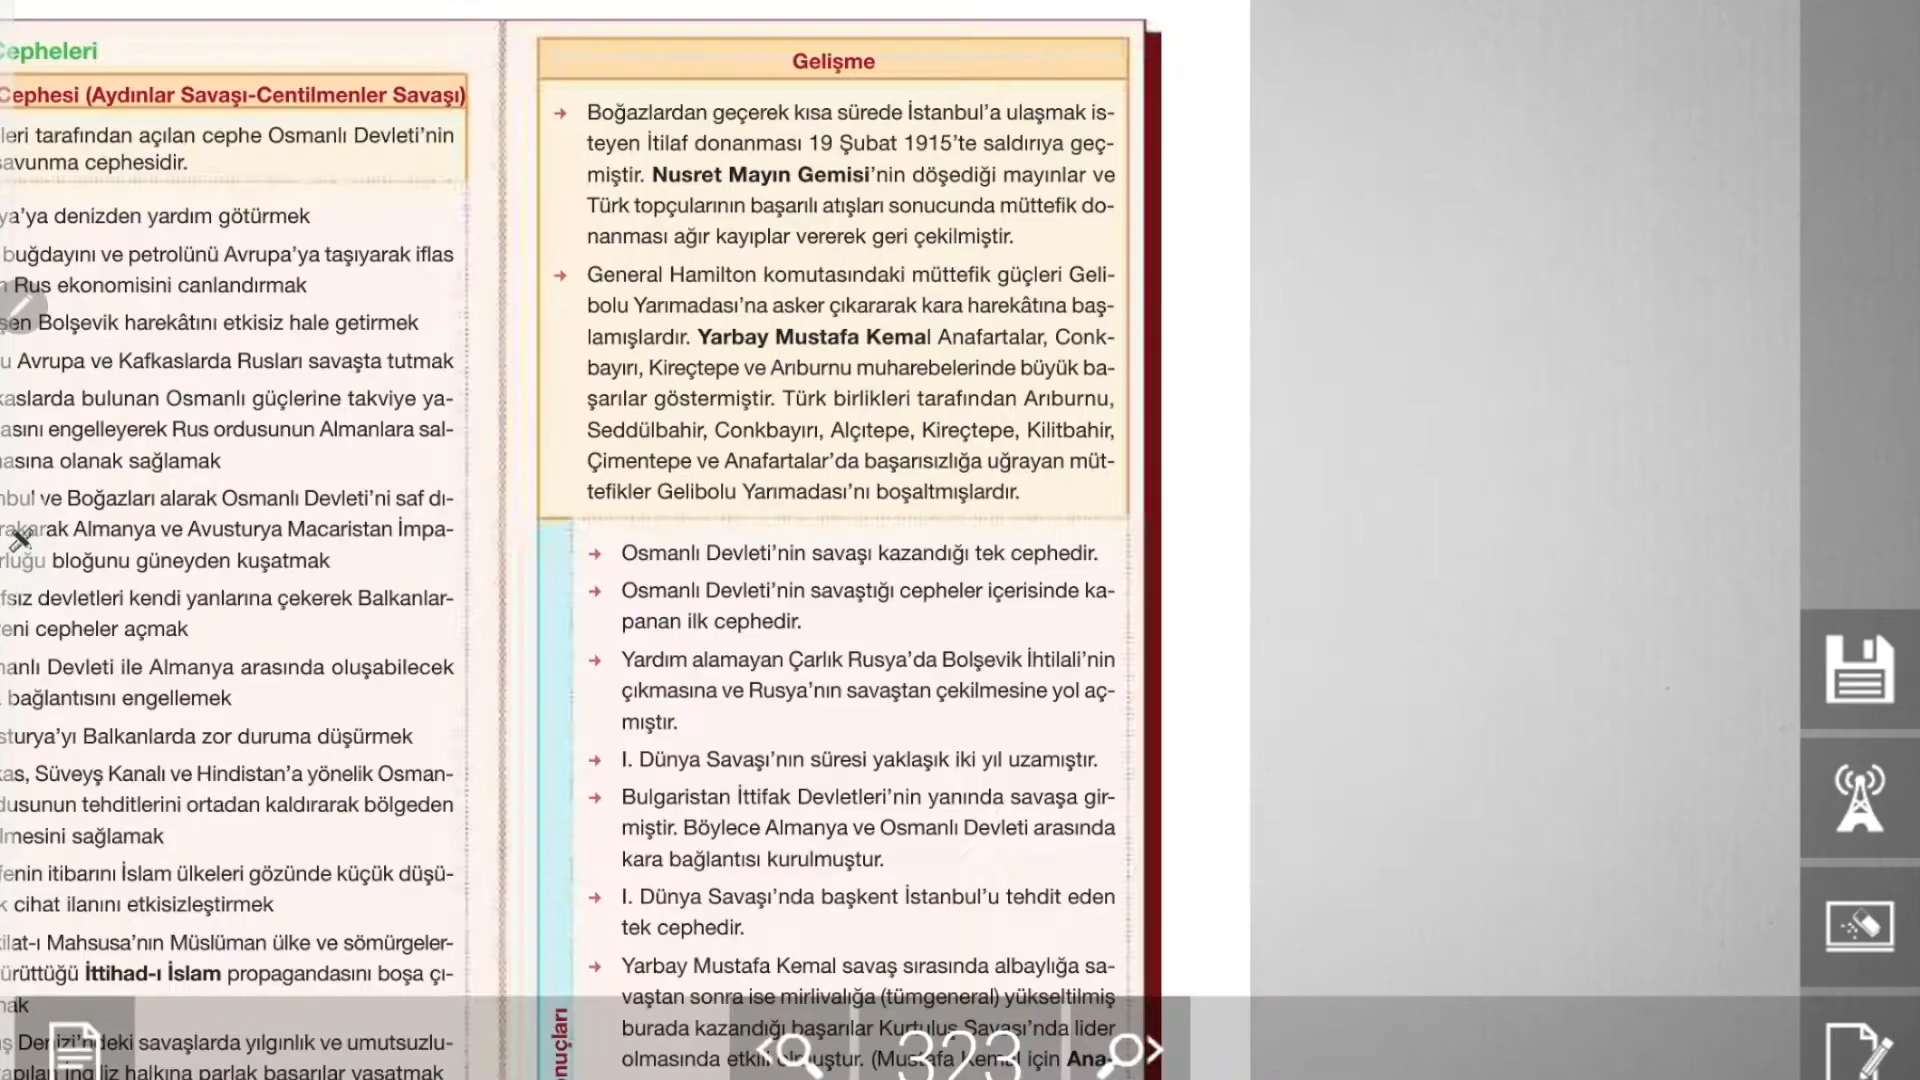 Cepheleri
Cephesi (Aydınlar Savaşı-Centilmenler Savaşı)
leri tarafından açılan cephe Osmanlı Devleti’nin
savunma cephesidir.
ya’ya denizden yardım götürmek
buğdayını ve petrolünü Avrupa’ya taşıyarak iflas
Rus ekonomisini canlandırmak
şen Bolşevik harekâtını etkisiz hale getirmek
u Avrupa ve Kafkaslarda Rusları savaşta tutmak
kaslarda bulunan Osmanlı güçlerine takviye ya-
asını engelleyerek Rus ordusunun Almanlara sal-
masına olanak sağlamak
nbul ve Boğazları alarak Osmanlı Devleti’ni saf dı-
rakarak Almanya ve Avusturya Macaristan İmpa-
rluğu bloğunu güneyden kuşatmak
fsız devletleri kendi yanlarına çekerek Balkanlar-
eni cepheler açmak
nanlı Devleti ile Almanya arasında oluşabilecek
bağlantısını engellemek
sturya’yı Balkanlarda zor duruma düşürmek
kas, Süveyş Kanalı ve Hindistan’a yönelik Osman-
dusunun tehditlerini ortadan kaldırarak bölgeden
lmesini sağlamak
fenin itibarını İslam ülkeleri gözünde küçük düşü-
k cihat ilanını etkisizleştirmek
kilat-ı Mahsusa’nın Müslüman ülke ve sömürgeler-
ürüttüğü İttihad-ı İslam propagandasını boşa çı-
mak
ş Denizi’ndeki savaşlarda yılgınlık ve umutsuzlu-
apılan İngiliz halkına parlak başarılar yaşatmak
Gelişme
→ Boğazlardan geçerek kısa sürede İstanbul’a ulaşmak is-
teyen İtilaf donanması 19 Şubat 1915’te saldırıya geç-
miştir. Nusret Mayın Gemisi’nin döşediği mayınlar ve
Türk topçularının başarılı atışları sonucunda müttefik do-
nanması ağır kayıplar vererek geri çekilmiştir.
→ General Hamilton komutasındaki müttefik güçleri Geli-
bolu Yarımadası’na asker çıkararak kara harekâtına baş-
lamışlardır. Yarbay Mustafa Kemal Anafartalar, Conk-
bayırı, Kireçtepe ve Arıburnu muharebelerinde büyük ba-
şarılar göstermiştir. Türk birlikleri tarafından Arıburnu,
Seddülbahir, Conkbayırı, Alçıtepe, Kireçtepe, Kilitbahir,
Çimentepe ve Anafartalar’da başarısızlığa uğrayan müt-
tefikler Gelibolu Yarımadası’nı boşaltmışlardır.
→ Osmanlı Devleti’nin savaşı kazandığı tek cephedir.
→ Osmanlı Devleti’nin savaştığı cepheler içerisinde ka-
panan ilk cephedir.
→ Yardım alamayan Çarlık Rusya’da Bolşevik İhtilali’nin
çıkmasına ve Rusya’nın savaştan çekilmesine yol aç-
mıştır.
→ I. Dünya Savaşı’nın süresi yaklaşık iki yıl uzamıştır.
→ Bulgaristan İttifak Devletleri’nin yanında savaşa gir-
miştir. Böylece Almanya ve Osmanlı Devleti arasında
kara bağlantısı kurulmuştur.
→ I. Dünya Savaşı’nda başkent İstanbul’u tehdit eden
tek cephedir.
→ Yarbay Mustafa Kemal savaş sırasında albaylığa sa-
vaştan sonra ise mirlivalığa (tümgeneral) yükseltilmiş
burada kazandığı başarılar Kurtuluş Savaşı’nda lider
olmasında etkili olmuştur. (Mustafa Kemal için Ana-
nuçları
323